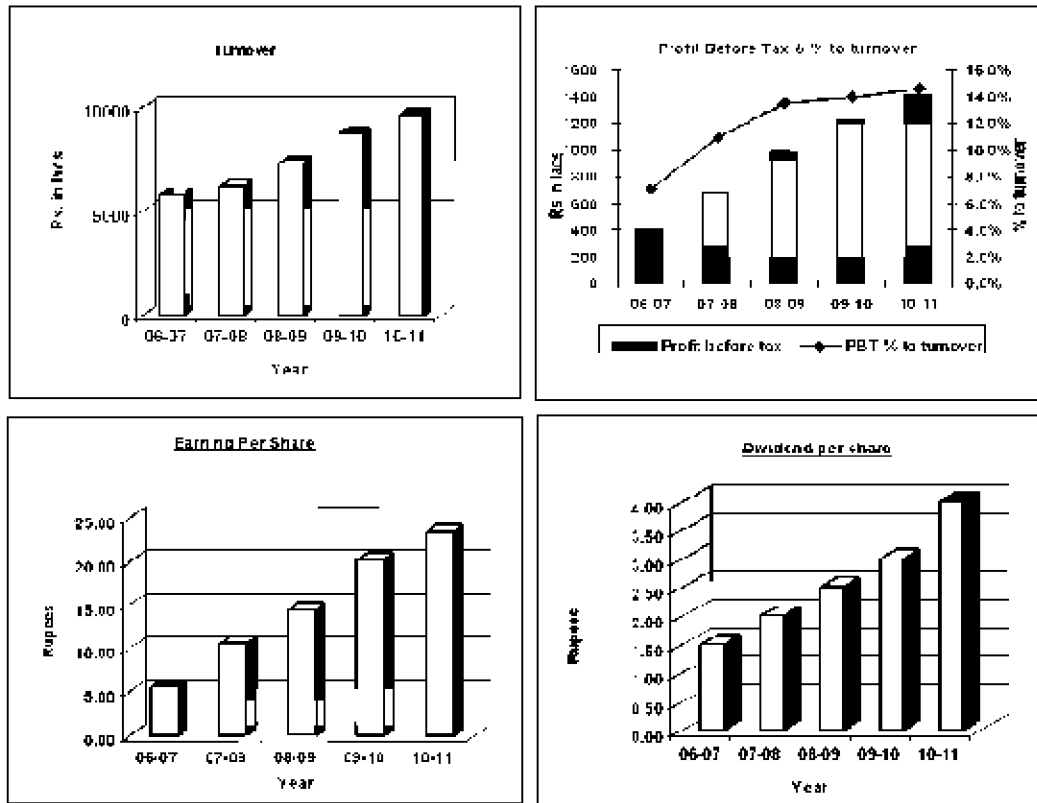 Turnover
10000
5000
0
Rs. in lacs
06-07 07-08 08-09 09-10 10-11
Year
Profit Before Tax & % to turnover
1600
1400
1200
1000
800
600
400
200
0
Rs in lacs
16.0%
14.0%
12.0%
10.0%
8.0%
6.0%
4.0%
2.0%
0.0%
% to turnover
06-07 07-08 08-09 09-10 10-11
Profit before tax PBT % to turnover
Earning Per Share
25.00
20.00
15.00
10.00
5.00
0.00
Rupees
06-07 07-08 08-09 09-10 10-11
Year
Dividend per share
4.00
3.50
3.00
2.50
2.00
1.50
1.00
0.50
0.00
Rupees
06-07 07-08 08-09 09-10 10-11
Year